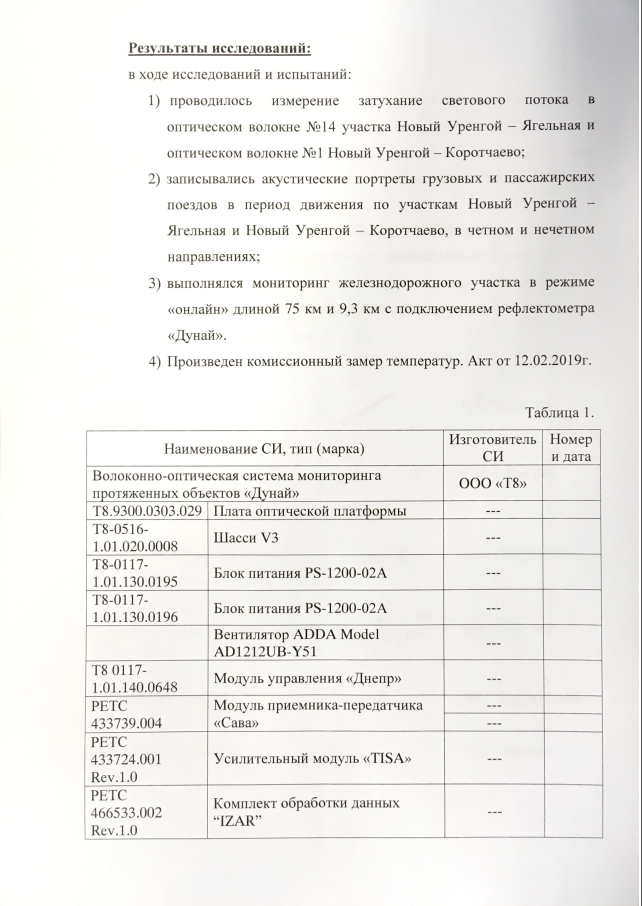 Результаты исследований:
в ходе исследований и испытаний:
1) проводилось измерение затухание светового потока в
оптическом волокне №14 участка Новый Уренгой – Ягельная и
оптическом волокне №1 Новый Уренгой – Коротчаево;
2) записывались акустические портреты грузовых и пассажирских
поездов в период движения по участкам Новый Уренгой –
Ягельная и Новый Уренгой – Коротчаево, в четном и нечетном
направлениях;
3) выполнялся мониторинг железнодорожного участка в режиме
«онлайн» длиной 75 км и 9,3 км с подключением рефлектометра
«Дунай».
4) Произведен комиссионный замер температур. Акт от 12.02.2019г.
Таблица 1.
Наименование СИ, тип (марка)
Изготовитель
СИ
Номер
и дата
Волоконно-оптическая система мониторинга
протяженных объектов «Дунай»
ООО «Т8»
Т8.9300.0303.029 Плата оптической платформы ---
Т8-0516-
1.01.020.0008
Шасси V3 ---
Т8-0117-
1.01.130.0195
Блок питания PS-1200-02A ---
Т8-0117-
1.01.130.0196
Блок питания PS-1200-02A ---
Вентилятор ADDA Model
AD1212UB-Y51
---
Т8 0117-
1.01.140.0648
Модуль управления «Днепр» ---
РЕТС
433739.004
Модуль приемника-передатчика
«Сава»
---
---
РЕТС
433724.001
Rev.1.0
Усилительный модуль «TISA» ---
РЕТС
466533.002
Rev.1.0
Комплект обработки данных
“IZAR”
---